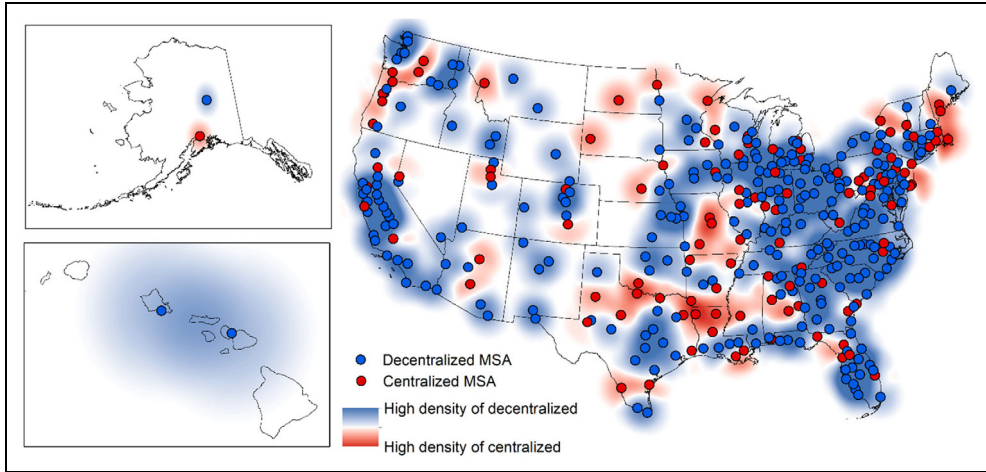 Decentralized MSA
Centralized MSA
High density of decentralized
High density of centralized